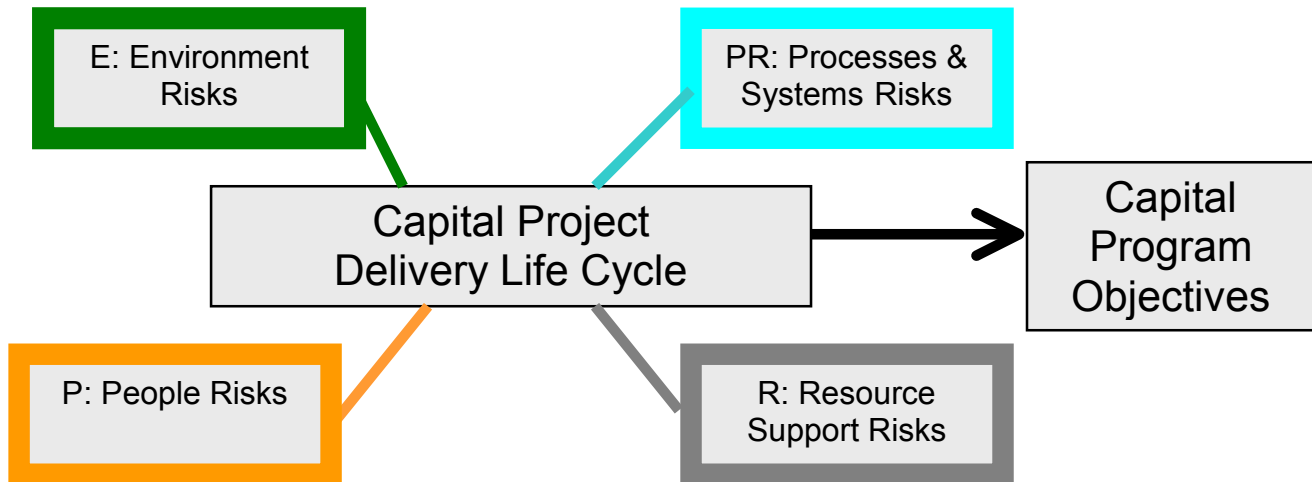 E: Environment
Risks
PR: Processes &
Systems Risks
Capital Project
Delivery Life Cycle
Capital
Program
Objectives
P: People Risks
R: Resource
Support Risks